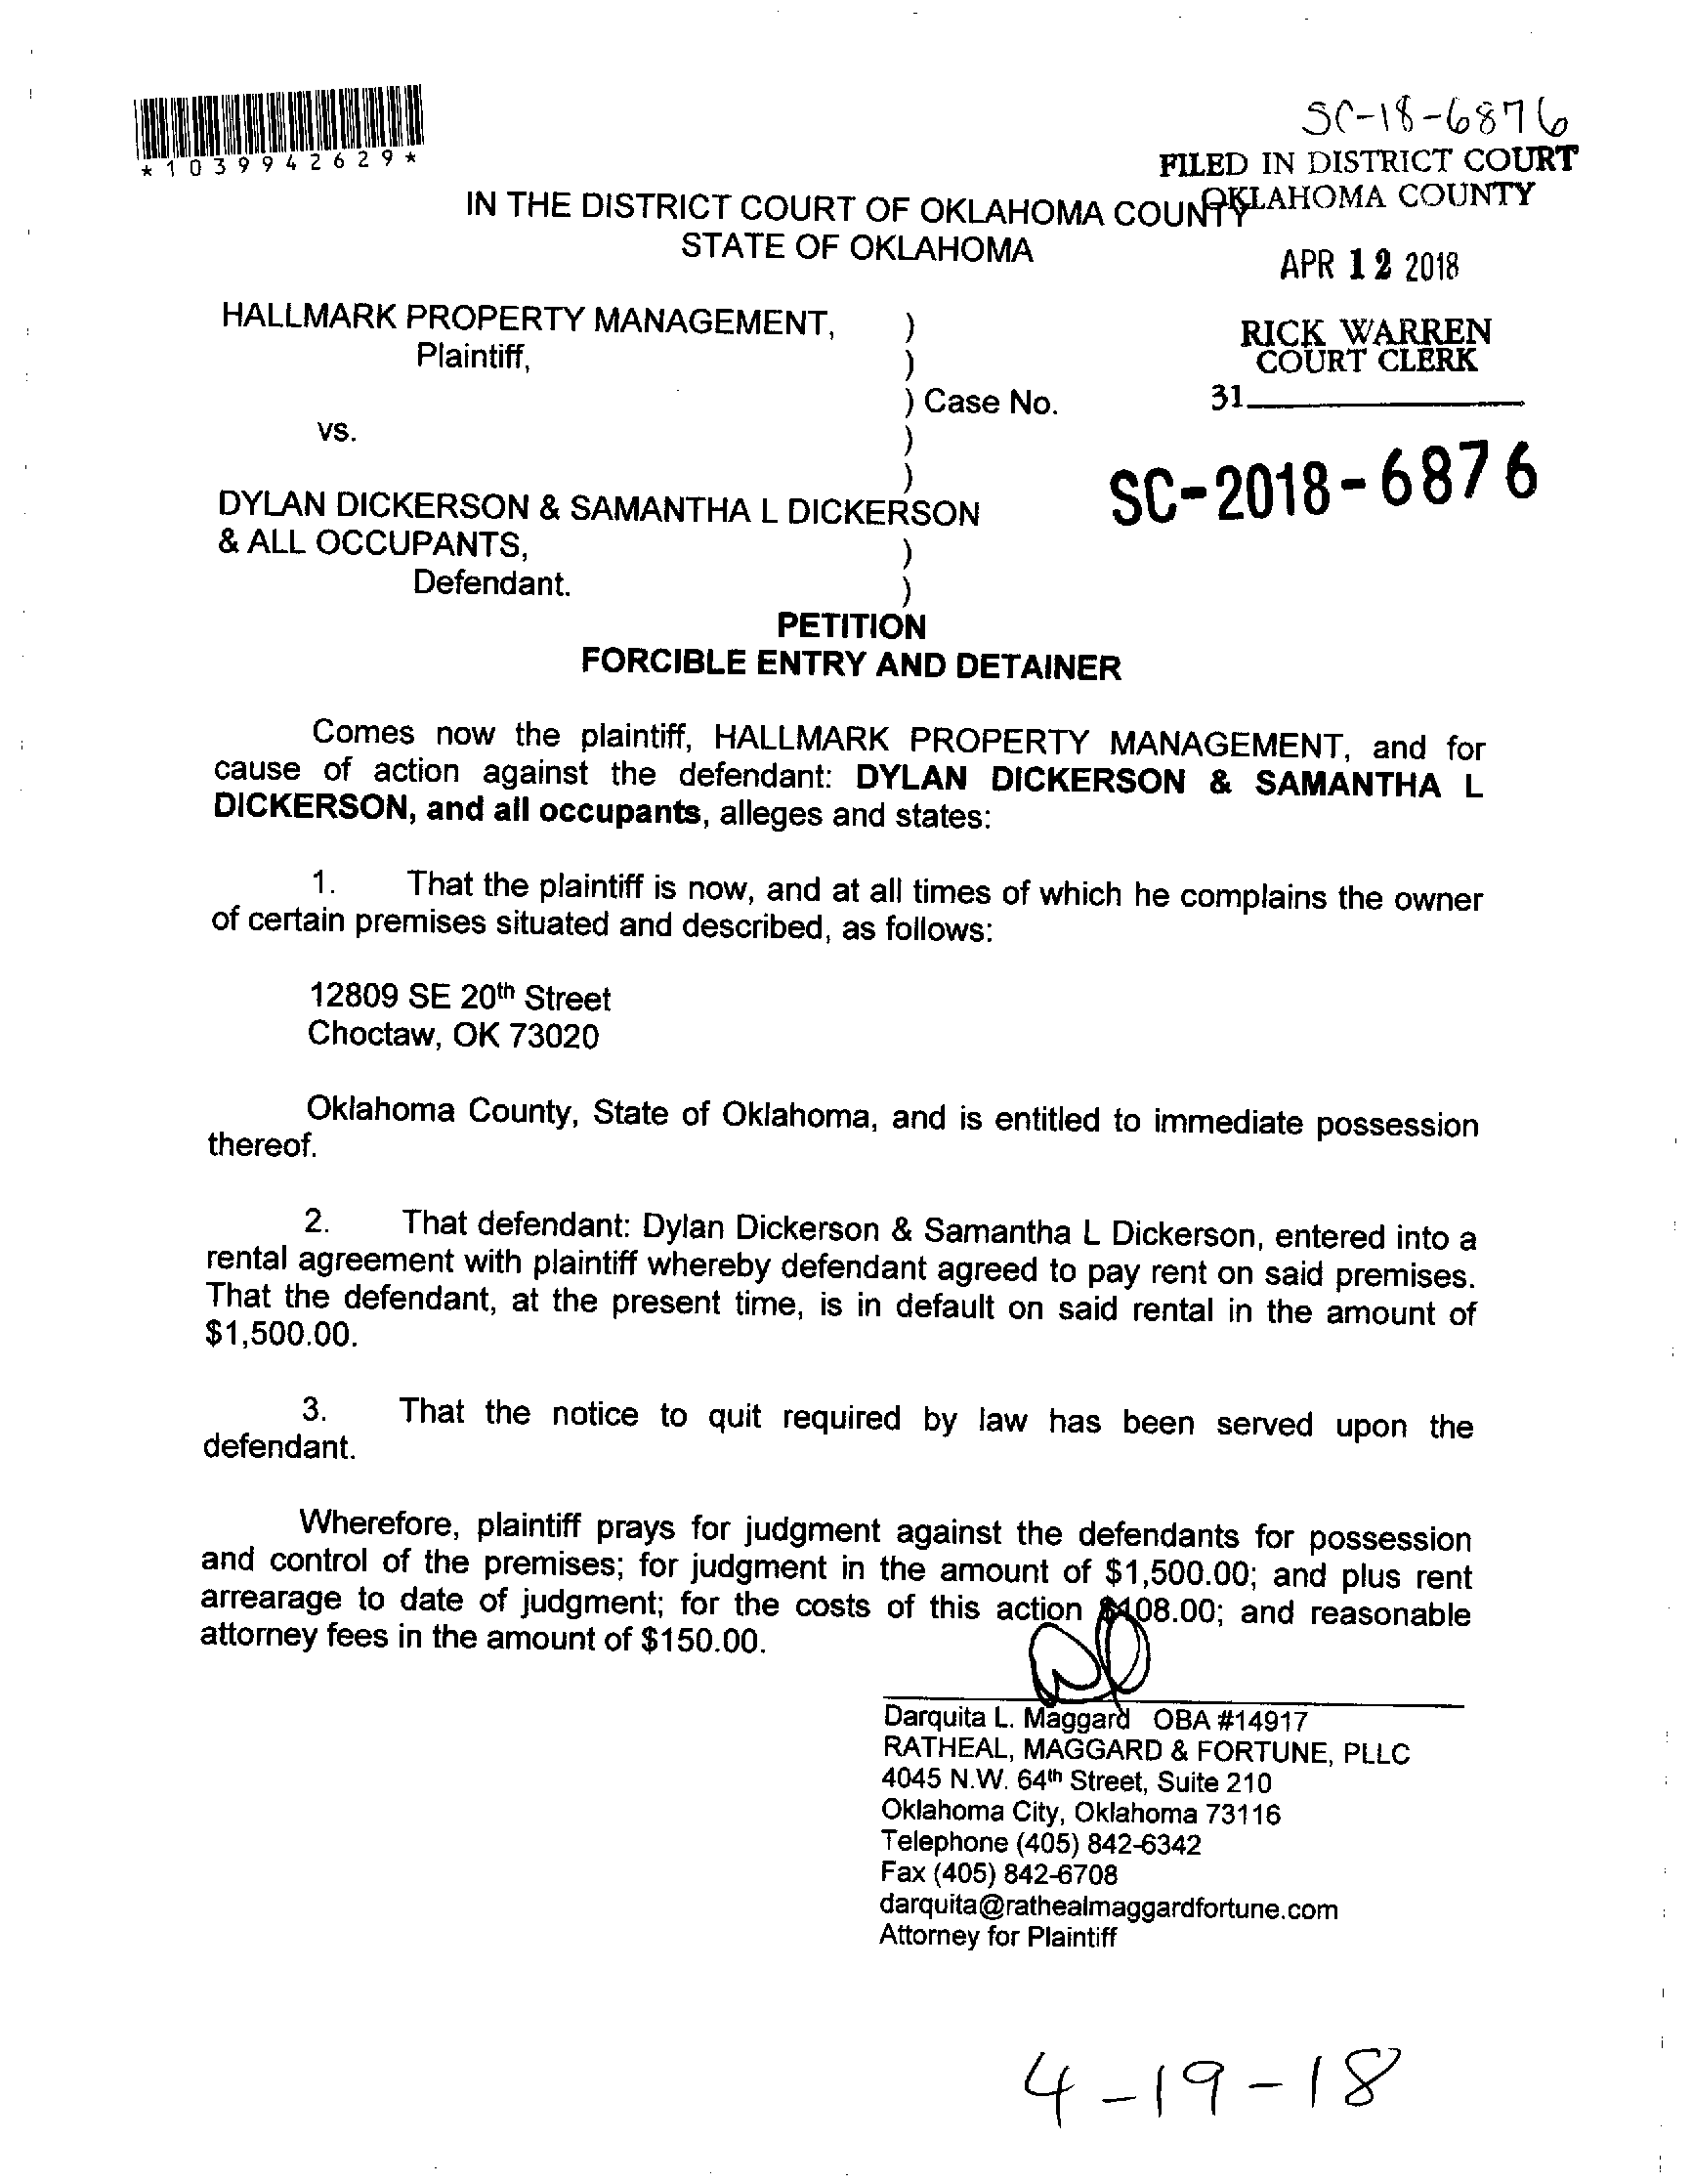 SC-18-6876
*1039942629*
FILED IN DISTRICT COURT
OKLAHOMA COUNTY
IN THE DISTRICT COURT OF OKLAHOMA COUNTY
STATE OF OKLAHOMA
APR 12 2018
HALLMARK PROPERTY MANAGEMENT, )
Plaintiff, )
RICK WARREN
COURT CLERK
) Case No.
31
vs. )
)
SC-2018-6876
DYLAN DICKERSON & SAMANTHA L DICKERSON
& ALL OCCUPANTS, )
Defendant. )
PETITION
FORCIBLE ENTRY AND DETAINER
Comes now the plaintiff, HALLMARK PROPERTY MANAGEMENT, and for
cause of action against the defendant: DYLAN DICKERSON & SAMANTHA L
DICKERSON, and all occupants, alleges and states:
1. That the plaintiff is now, and at all times of which he complains the owner
of certain premises situated and described, as follows:
12809 SE 20th Street
Choctaw, OK 73020
Oklahoma County, State of Oklahoma, and is entitled to immediate possession
thereof.
2. That defendant: Dylan Dickerson & Samantha L Dickerson, entered into a
rental agreement with plaintiff whereby defendant agreed to pay rent on said premises.
That the defendant, at the present time, is in default on said rental in the amount of
$1,500.00.
3. That the notice to quit required by law has been served upon the
defendant.
Wherefore, plaintiff prays for judgment against the defendants for possession
and control of the premises; for judgment in the amount of $1,500.00; and plus rent
arrearage to date of judgment; for the costs of this action and reasonable
attorney fees in the amount of $150.00.
Darquita L. Maggard OBA #14917
RATHEAL, MAGGARD & FORTUNE, PLLC
4045 N.W. 64th Street, Suite 210
Oklahoma City, Oklahoma 73116
Telephone (405) 842-6342
Fax (405) 842-6708
darquita@rathealmaggardfortune.com
Attorney for Plaintiff
4-19-18